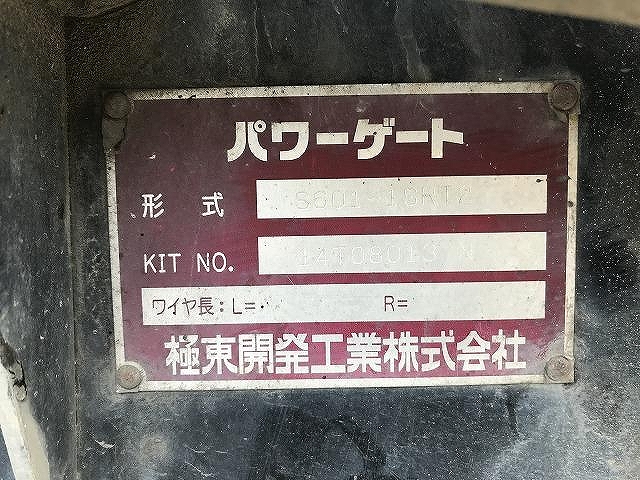 パワーゲート
形 式
KIT NO.
ワイヤ長：L= R=
極東開発工業株式会社